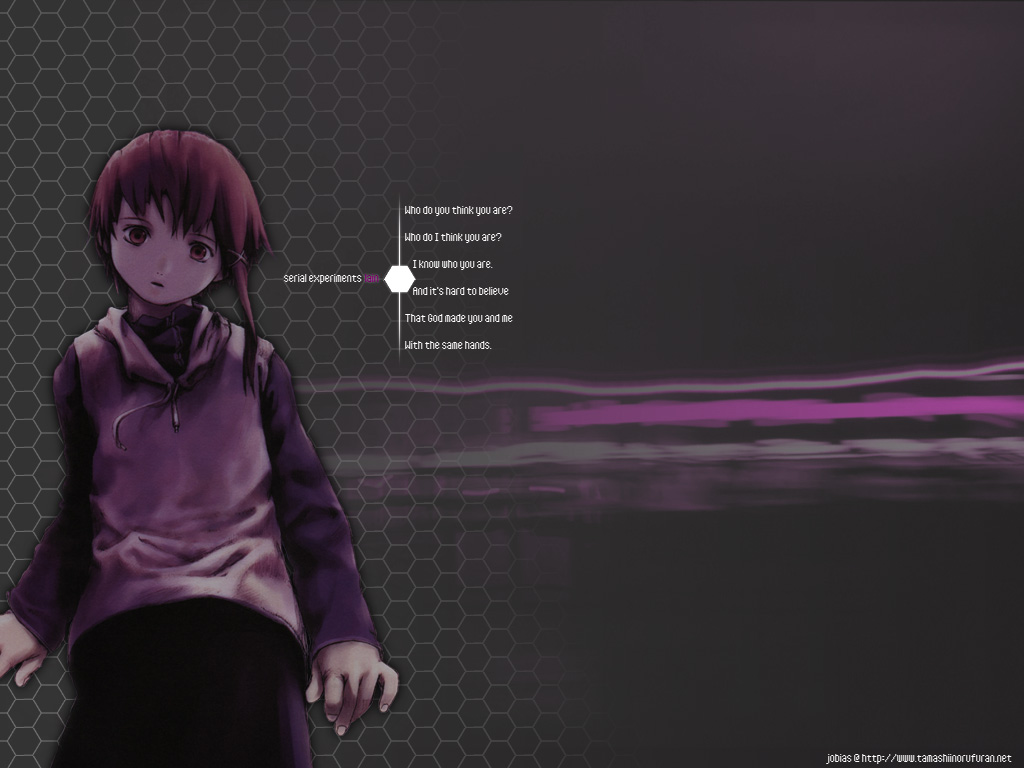 Who do you think you are?
Who do I think you are?
I know who you are.
serial experiments lain
And it's hard to believe
That God made you and me
With the same hands.
jobias @ http://www.tamashiinorufuran.net